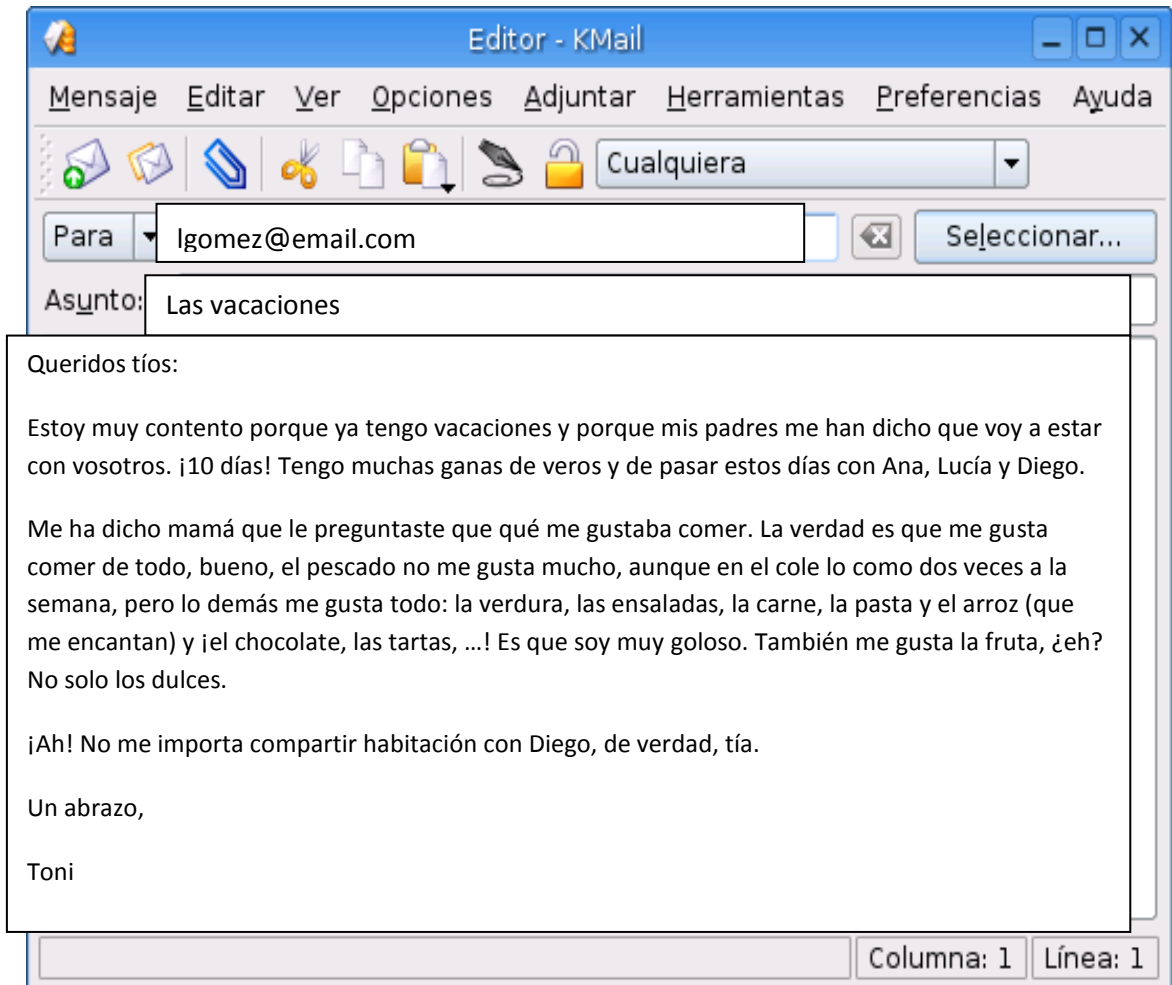 Editor - KMail
Mensaje Editar Ver Opciones Adjuntar Herramientas Preferencias Ayuda
Cualquiera
Para lgomez@email.com Seleccionar...
Asunto: Las vacaciones
Queridos tíos:
Estoy muy contento porque ya tengo vacaciones y porque mis padres me han dicho que voy a estar
con vosotros. ¡10 días! Tengo muchas ganas de veros y de pasar estos días con Ana, Lucía y Diego.
Me ha dicho mamá que le preguntaste que qué me gustaba comer. La verdad es que me gusta
comer de todo, bueno, el pescado no me gusta mucho, aunque en el cole lo como dos veces a la
semana, pero lo demás me gusta todo: la verdura, las ensaladas, la carne, la pasta y el arroz (que
me encantan) y ¡el chocolate, las tartas, …! Es que soy muy goloso. También me gusta la fruta, ¿eh?
No solo los dulces.
¡Ah! No me importa compartir habitación con Diego, de verdad, tía.
Un abrazo,
Toni
Columna: 1 Línea: 1